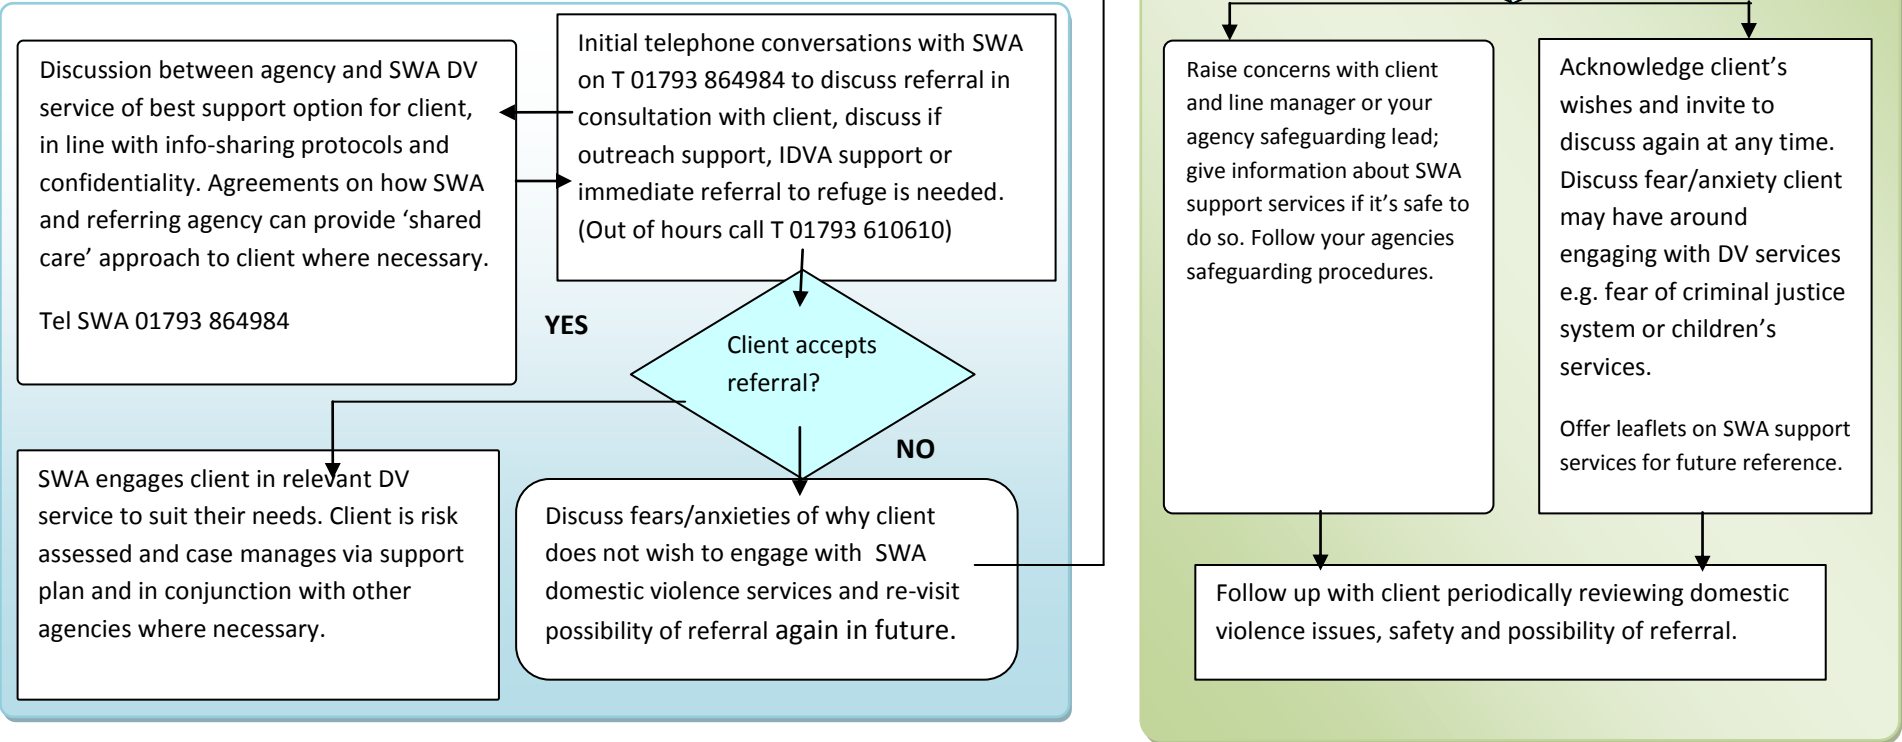 Discussion between agency and SWA DV
service of best support option for client,
in line with info-sharing protocols and
confidentiality. Agreements on how SWA
and referring agency can provide ‘shared
care’ approach to client where necessary.
Tel SWA 01793 864984
Initial telephone conversations with SWA
on T 01793 864984 to discuss referral in
consultation with client, discuss if
outreach support, IDVA support or
immediate referral to refuge is needed.
(Out of hours call T 01793 610610)
YES
Client accepts
referral?
NO
SWA engages client in relevant DV
service to suit their needs. Client is risk
assessed and case manages via support
plan and in conjunction with other
agencies where necessary.
Discuss fears/anxieties of why client
does not wish to engage with SWA
domestic violence services and re-visit
possibility of referral again in future.
Raise concerns with client
and line manager or your
agency safeguarding lead;
give information about SWA
support services if it’s safe to
do so. Follow your agencies
safeguarding procedures.
Acknowledge client’s
wishes and invite to
discuss again at any time.
Discuss fear/anxiety client
may have around
engaging with DV services
e.g. fear of criminal justice
system or children’s
services.
Offer leaflets on SWA support
services for future reference.
Follow up with client periodically reviewing domestic
violence issues, safety and possibility of referral.